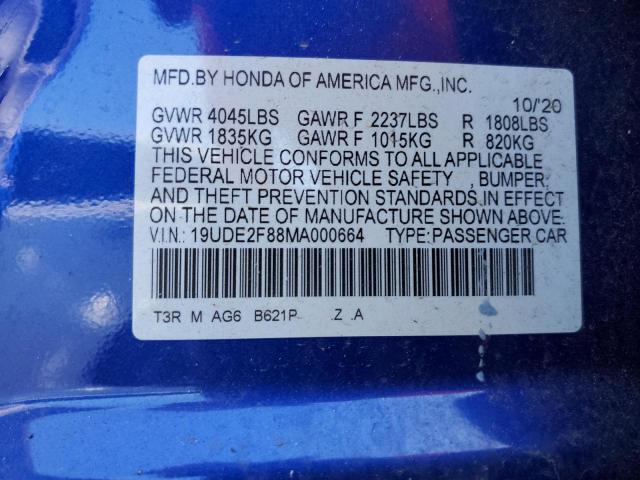 MFD.BY HONDA OF AMERICA MFG.,INC.
10/'20
GVWR 4045LBS GAWR F 2237LBS R 1808LBS
GVWR 1835KG GAWR F 1015KG R 820KG
THIS VEHICLE CONFORMS TO ALL APPLICABLE
FEDERAL MOTOR VEHICLE SAFETY , BUMPER,
AND THEFT PREVENTION STANDARDS IN EFFECT
ON THE DATE OF MANUFACTURE SHOWN ABOVE.
V.I.N.: 19UDE2F88MA000664 TYPE:PASSENGER CAR
T3R M AG6 B621P Z .A